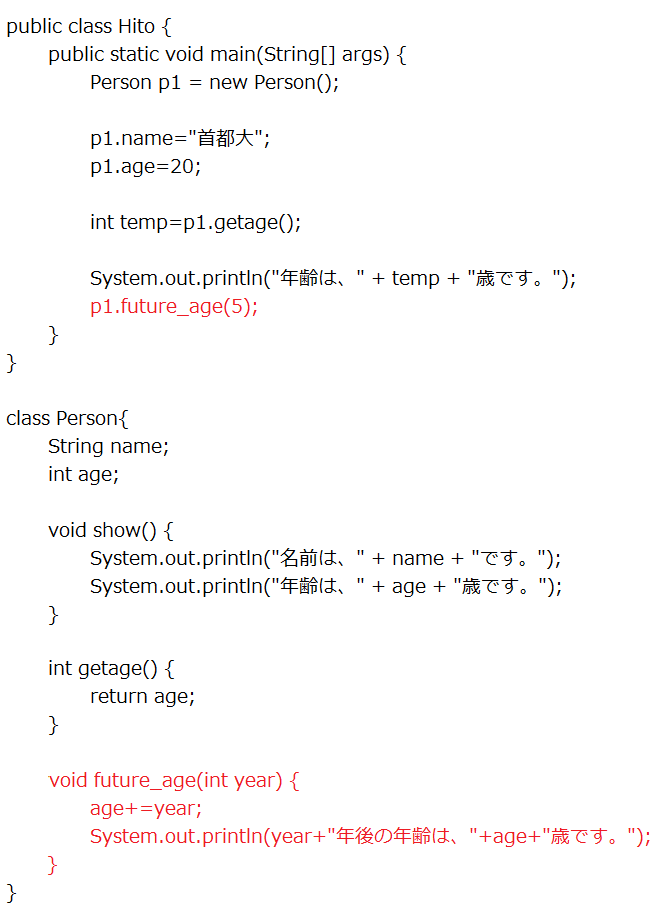 public class Hito {
public static void main(String[] args) {
Person p1 = new Person();
p1.name="首都大";
p1.age=20;
int temp=p1.getage();
System.out.println("年齢は、" + temp + "歳です。");
p1.future_age(5);
}
}
class Person{
String name;
int age;
void show() {
System.out.println("名前は、" + name + "です。");
System.out.println("年齢は、" + age + "歳です。");
}
int getage() {
return age;
}
void future_age(int year) {
age+=year;
System.out.println(year+"年後の年齢は、"+age+"歳です。");
}
}